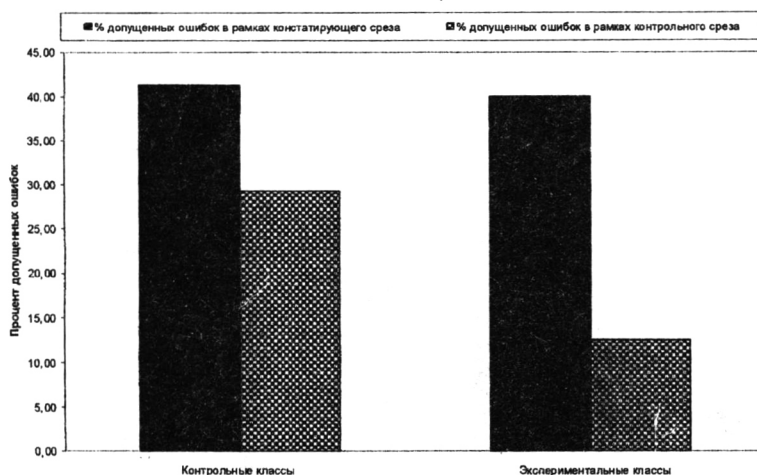 % допущенных ошибок в рамках констатирующего среза
% допущенных ошибок в рамках контрольного среза
Процент допущенных ошибок
45,00
40,00
35,00
30,00
25,00
20,00
15,00
10,00
5,00
0,00
Контрольные классы
Экспериментальные классы